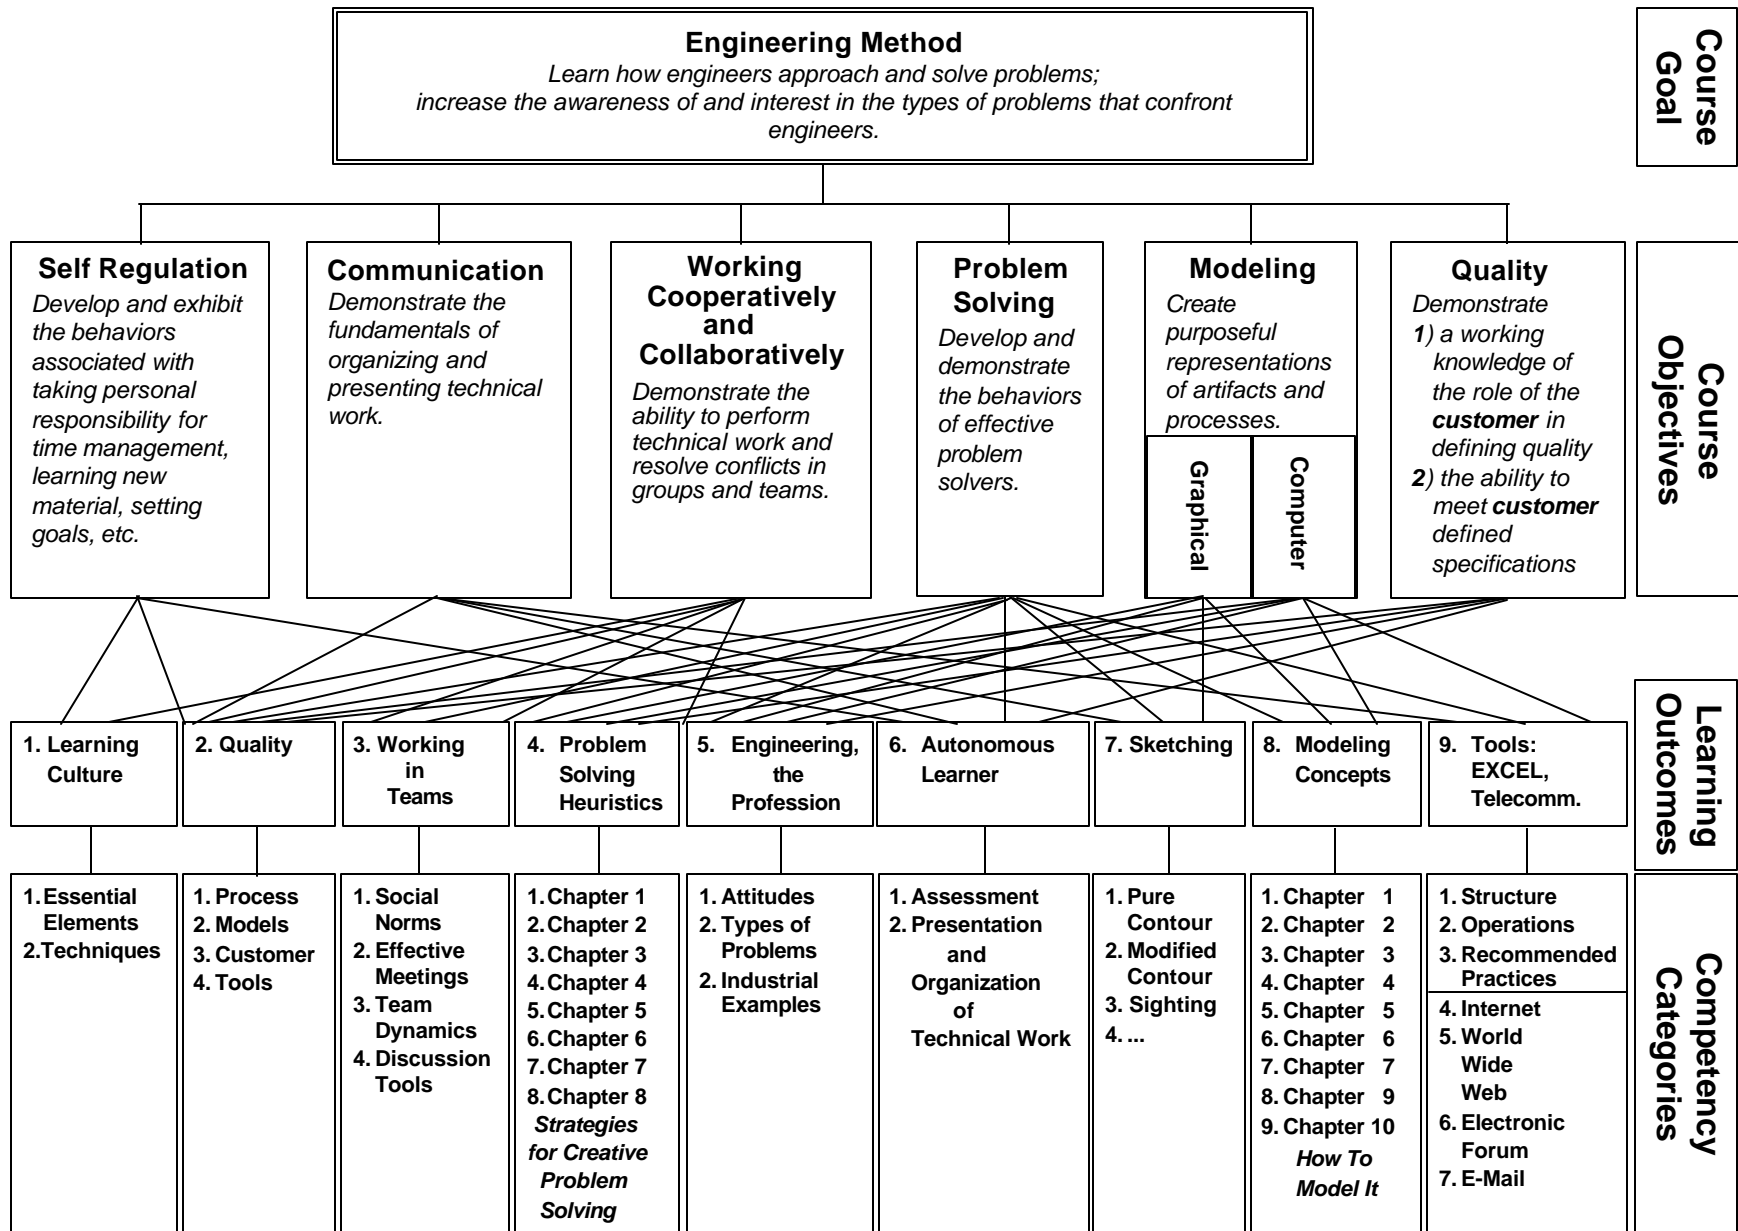 Engineering Method
Learn how engineers approach and solve problems;
increase the awareness of and interest in the types of problems that confront
engineers.
Course
Goal
Self Regulation
Develop and exhibit
the behaviors
associated with
taking personal
responsibility for
time management,
learning new
material, setting
goals, etc.
Communication
Demonstrate the
fundamentals of
organizing and
presenting technical
work.
Working
Cooperatively
and
Collaboratively
Demonstrate the
ability to perform
technical work and
resolve conflicts in
groups and teams.
Problem
Solving
Develop and
demonstrate
the behaviors
of effective
problem
solvers.
Modeling
Create
purposeful
representations
of artifacts and
processes.
Graphical
Computer
Quality
Demonstrate
1) a working
knowledge of
the role of the
customer in
defining quality
2) the ability to
meet customer
defined
specifications
Course
Objectives
1. Learning
Culture
2. Quality
3. Working
in
Teams
4. Problem
Solving
Heuristics
5. Engineering,
the
Profession
6. Autonomous
Learner
7. Sketching
8. Modeling
Concepts
9. Tools:
EXCEL,
Telecomm.
Learning
Outcomes
1. Essential
Elements
2. Techniques
1. Process
2. Models
3. Customer
4. Tools
1. Social
Norms
2. Effective
Meetings
3. Team
Dynamics
4. Discussion
Tools
1. Chapter 1
2. Chapter 2
3. Chapter 3
4. Chapter 4
5. Chapter 5
6. Chapter 6
7. Chapter 7
8. Chapter 8
Strategies
for Creative
Problem
Solving
1. Attitudes
2. Types of
Problems
2. Industrial
Examples
1. Assessment
2. Presentation
and
Organization
of
Technical Work
1. Pure
Contour
2. Modified
Contour
3. Sighting
4. ...
1. Chapter 1
2. Chapter 2
3. Chapter 3
4. Chapter 4
5. Chapter 5
6. Chapter 6
7. Chapter 7
8. Chapter 9
9. Chapter 10
How To
Model It
1. Structure
2. Operations
3. Recommended
Practices
4. Internet
5. World
Wide
Web
6. Electronic
Forum
7. E-Mail
Competency
Categories